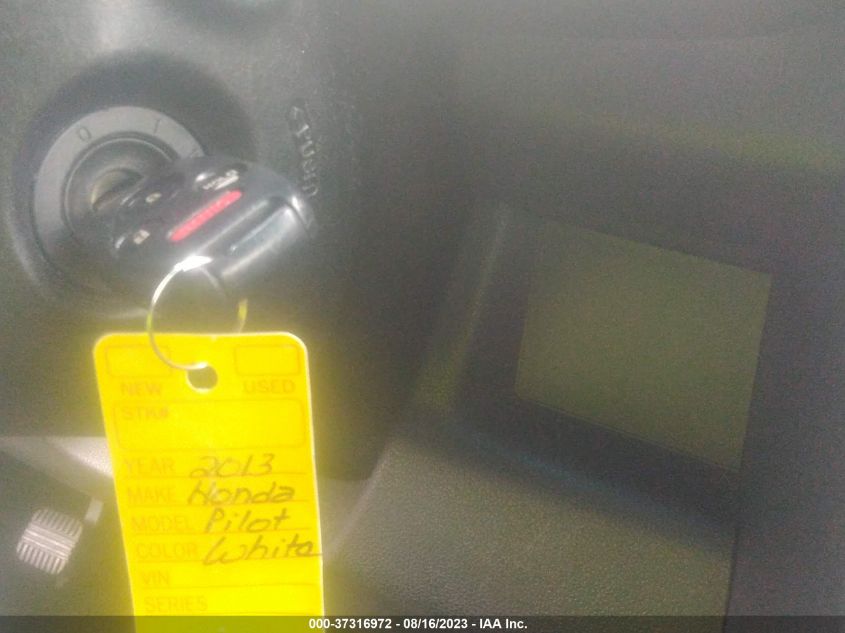 0 I
PUSH
NEW USED
STK#
YEAR 2013
MAKE Honda
MODEL Pilot
COLOR White
VIN
SERIES
000-37316972 - 08/16/2023 - IAA Inc.